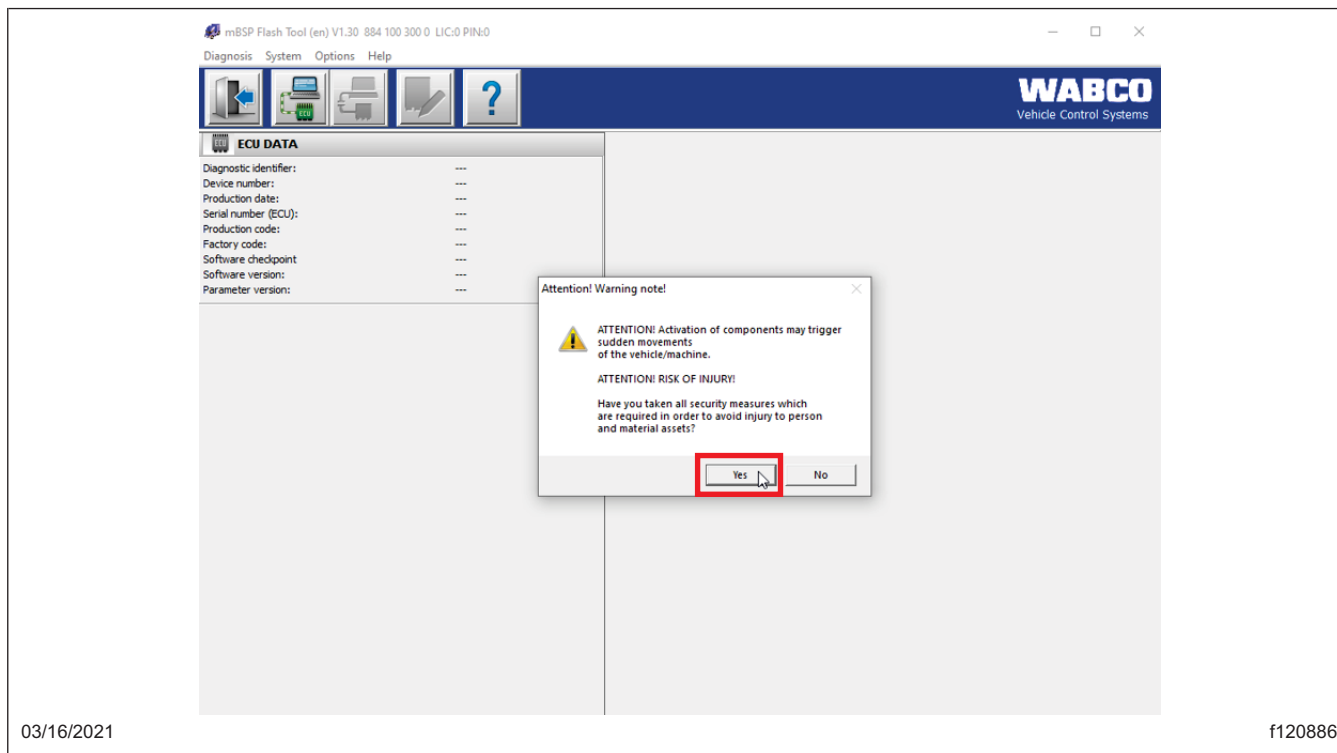 mBSP Flash Tool (en) V1.30 884 100 300 0 LIC:0 PIN:0
Diagnosis System Options Help
ECU
?
WABCO
Vehicle Control Systems
ECU
ECU DATA
Diagnostic identifier: ---
Device number: ---
Production date: ---
Serial number (ECU): ---
Production code: ---
Factory code: ---
Software checkpoint ---
Software version: ---
Parameter version: ---
Attention! Warning note!
ATTENTION! Activation of components may trigger
sudden movements
of the vehicle/machine.
ATTENTION! RISK OF INJURY!
Have you taken all security measures which
are required in order to avoid injury to person
and material assets?
Yes No
03/16/2021 f120886